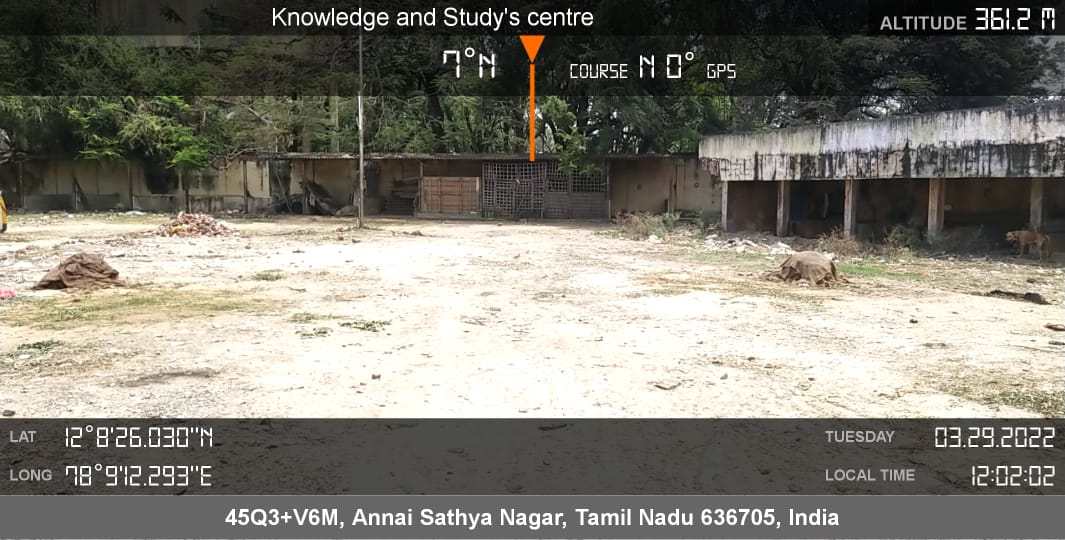 Knowledge and Study's centre
ALTITUDE 361.2 M
7°N
COURSE N 0° GPS
LAT 12°8'26.030"N
TUESDAY 03.29.2022
LONG 78°9'12.293"E
LOCAL TIME 12:02:02
45Q3+V6M, Annai Sathya Nagar, Tamil Nadu 636705, India